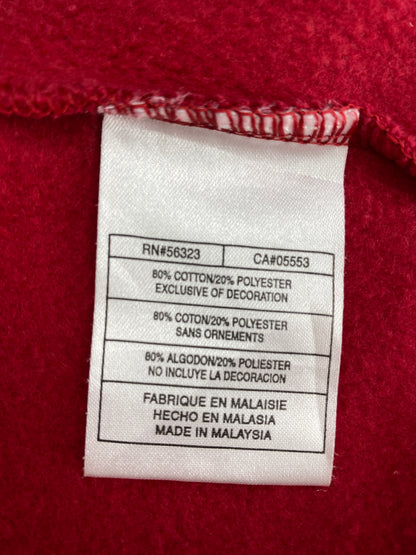 RN#56323 CA#05553
80% COTTON/20% POLYESTER
EXCLUSIVE OF DECORATION
80% COTON/20% POLYESTER
SANS ORNEMENTS
80% ALGODON/20% POLIESTER
NO INCLUYE LA DECORACION
FABRIQUE EN MALAISIE
HECHO EN MALASIA
MADE IN MALAYSIA